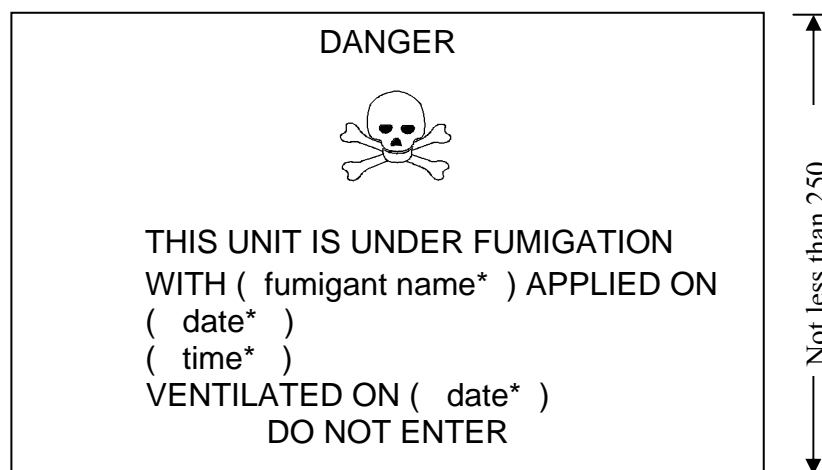 DANGER
THIS UNIT IS UNDER FUMIGATION
WITH ( fumigant name* ) APPLIED ON
( date* )
( time* )
VENTILATED ON ( date* )
DO NOT ENTER
Not less than 250